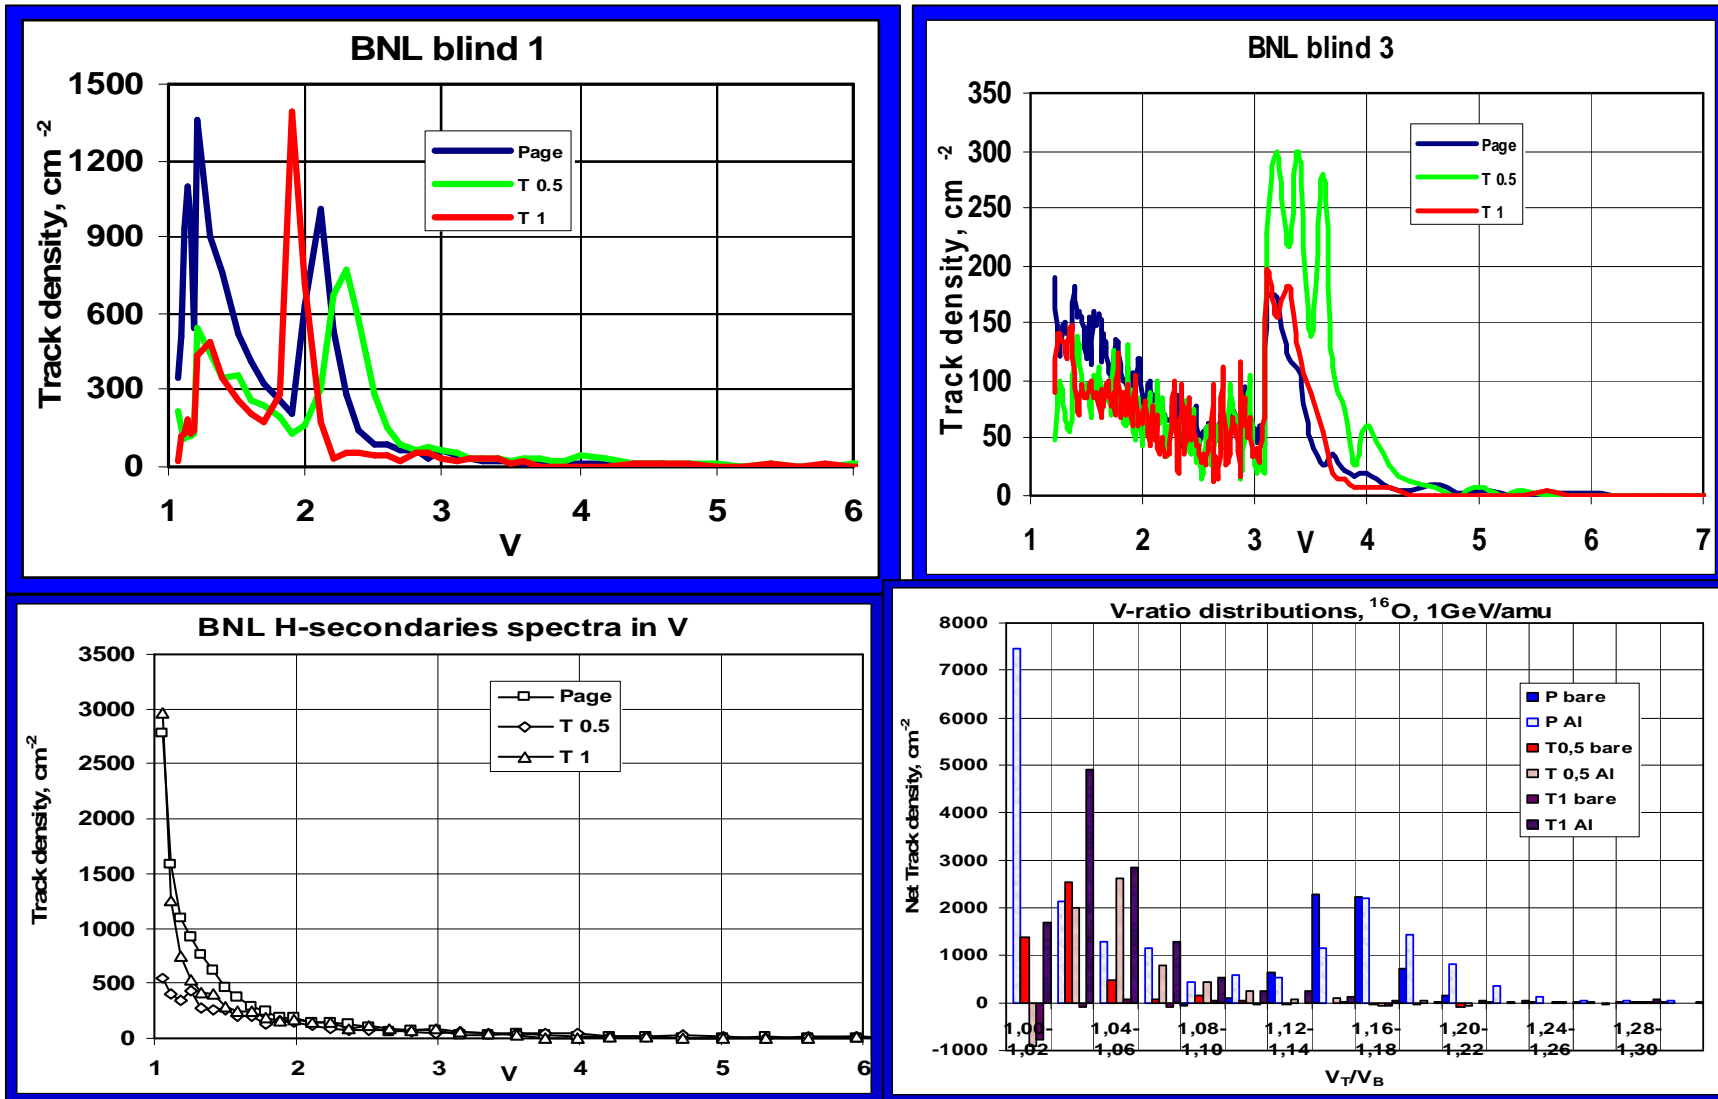 BNL blind 1
1500
1200
900
600
300
0
Track density, cm -2
Page
T 0.5
T 1
1
2
3
4
5
6
V
BNL blind 3
350
300
250
200
150
100
50
0
Track density, cm -2
Page
T 0.5
T 1
1
2
3
4
5
6
7
V
BNL H-secondaries spectra in V
3500
3000
2500
2000
1500
1000
500
0
Track density, cm-2
Page
T 0.5
T 1
1
2
3
4
5
6
V
V-ratio distributions, 16O, 1GeV/amu
8000
7000
6000
5000
4000
3000
2000
1000
0
-1000
Net Track density, cm-2
P bare
P Al
T0,5 bare
T 0,5 Al
T1 bare
T1 Al
1,00-
1,02
1,04-
1,06
1,08-
1,10
1,12-
1,14
1,16-
1,18
1,20-
1,22
1,24-
1,26
1,28-
1,30
VT/VB